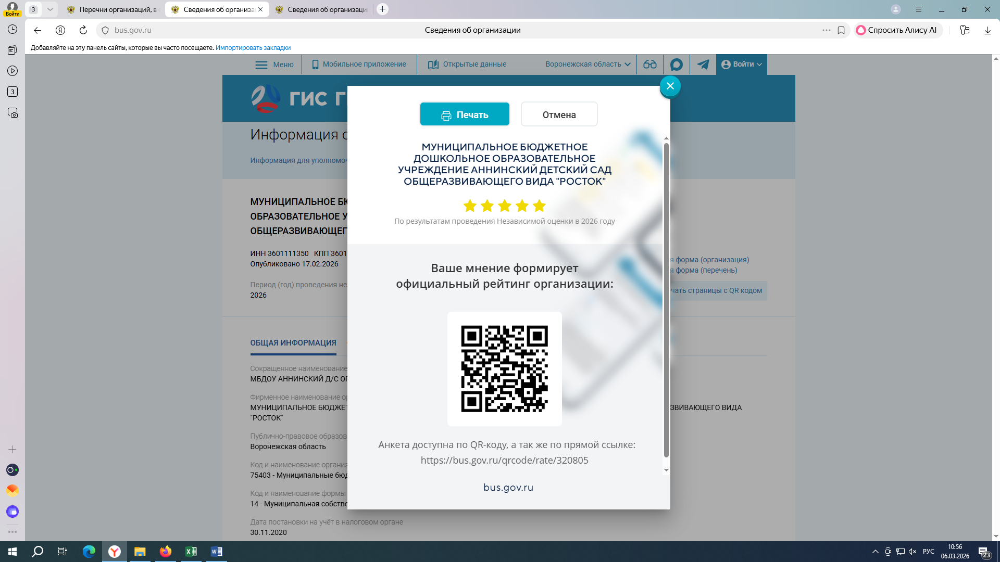 Войти
3
Перечни организаций, в
Сведения об организа
Сведения об организаци
bus.gov.ru
Сведения об организации
Спросить Алису AI
Добавляйте на эту панель сайты, которые вы часто посещаете. Импортировать закладки
3
Меню
Мобильное приложение
Открытые данные
Воронежская область
Войти
ГИС Г
Информация о
Информация для уполномоч
МУНИЦИПАЛЬНОЕ БЮ
ОБРАЗОВАТЕЛЬНОЕ У
ОБЩЕРАЗВИВАЮЩЕГ
ИНН 3601111350 КПП 3601
Опубликовано 17.02.2026
Период (год) проведения не
2026
я форма (организация)
я форма (перечень)
чать страницы с QR кодом
ОБЩАЯ ИНФОРМАЦИЯ
Сокращенное наименование
МБДОУ АННИНСКИЙ Д/С ОР
Фирменное наименование ор
МУНИЦИПАЛЬНОЕ БЮДЖЕТ
ЗВИВАЮЩЕГО ВИДА
"РОСТОК"
Публично-правовое образов
Воронежская область
Код и наименование организ
75403 - Муниципальные бюд
Код и наименование формы
14 - Муниципальная собстве
Дата постановки на учёт в налоговом органе
30.11.2020
Печать
Отмена
МУНИЦИПАЛЬНОЕ БЮДЖЕТНОЕ
ДОШКОЛЬНОЕ ОБРАЗОВАТЕЛЬНОЕ
УЧРЕЖДЕНИЕ АННИНСКИЙ ДЕТСКИЙ САД
ОБЩЕРАЗВИВАЮЩЕГО ВИДА "РОСТОК"
По результатам проведения Независимой оценки в 2026 году
Ваше мнение формирует
официальный рейтинг организации:
Анкета доступна по QR-коду, а так же по прямой ссылке:
https://bus.gov.ru/qrcode/rate/320805
bus.gov.ru
РУС
10:56
06.03.2026
23